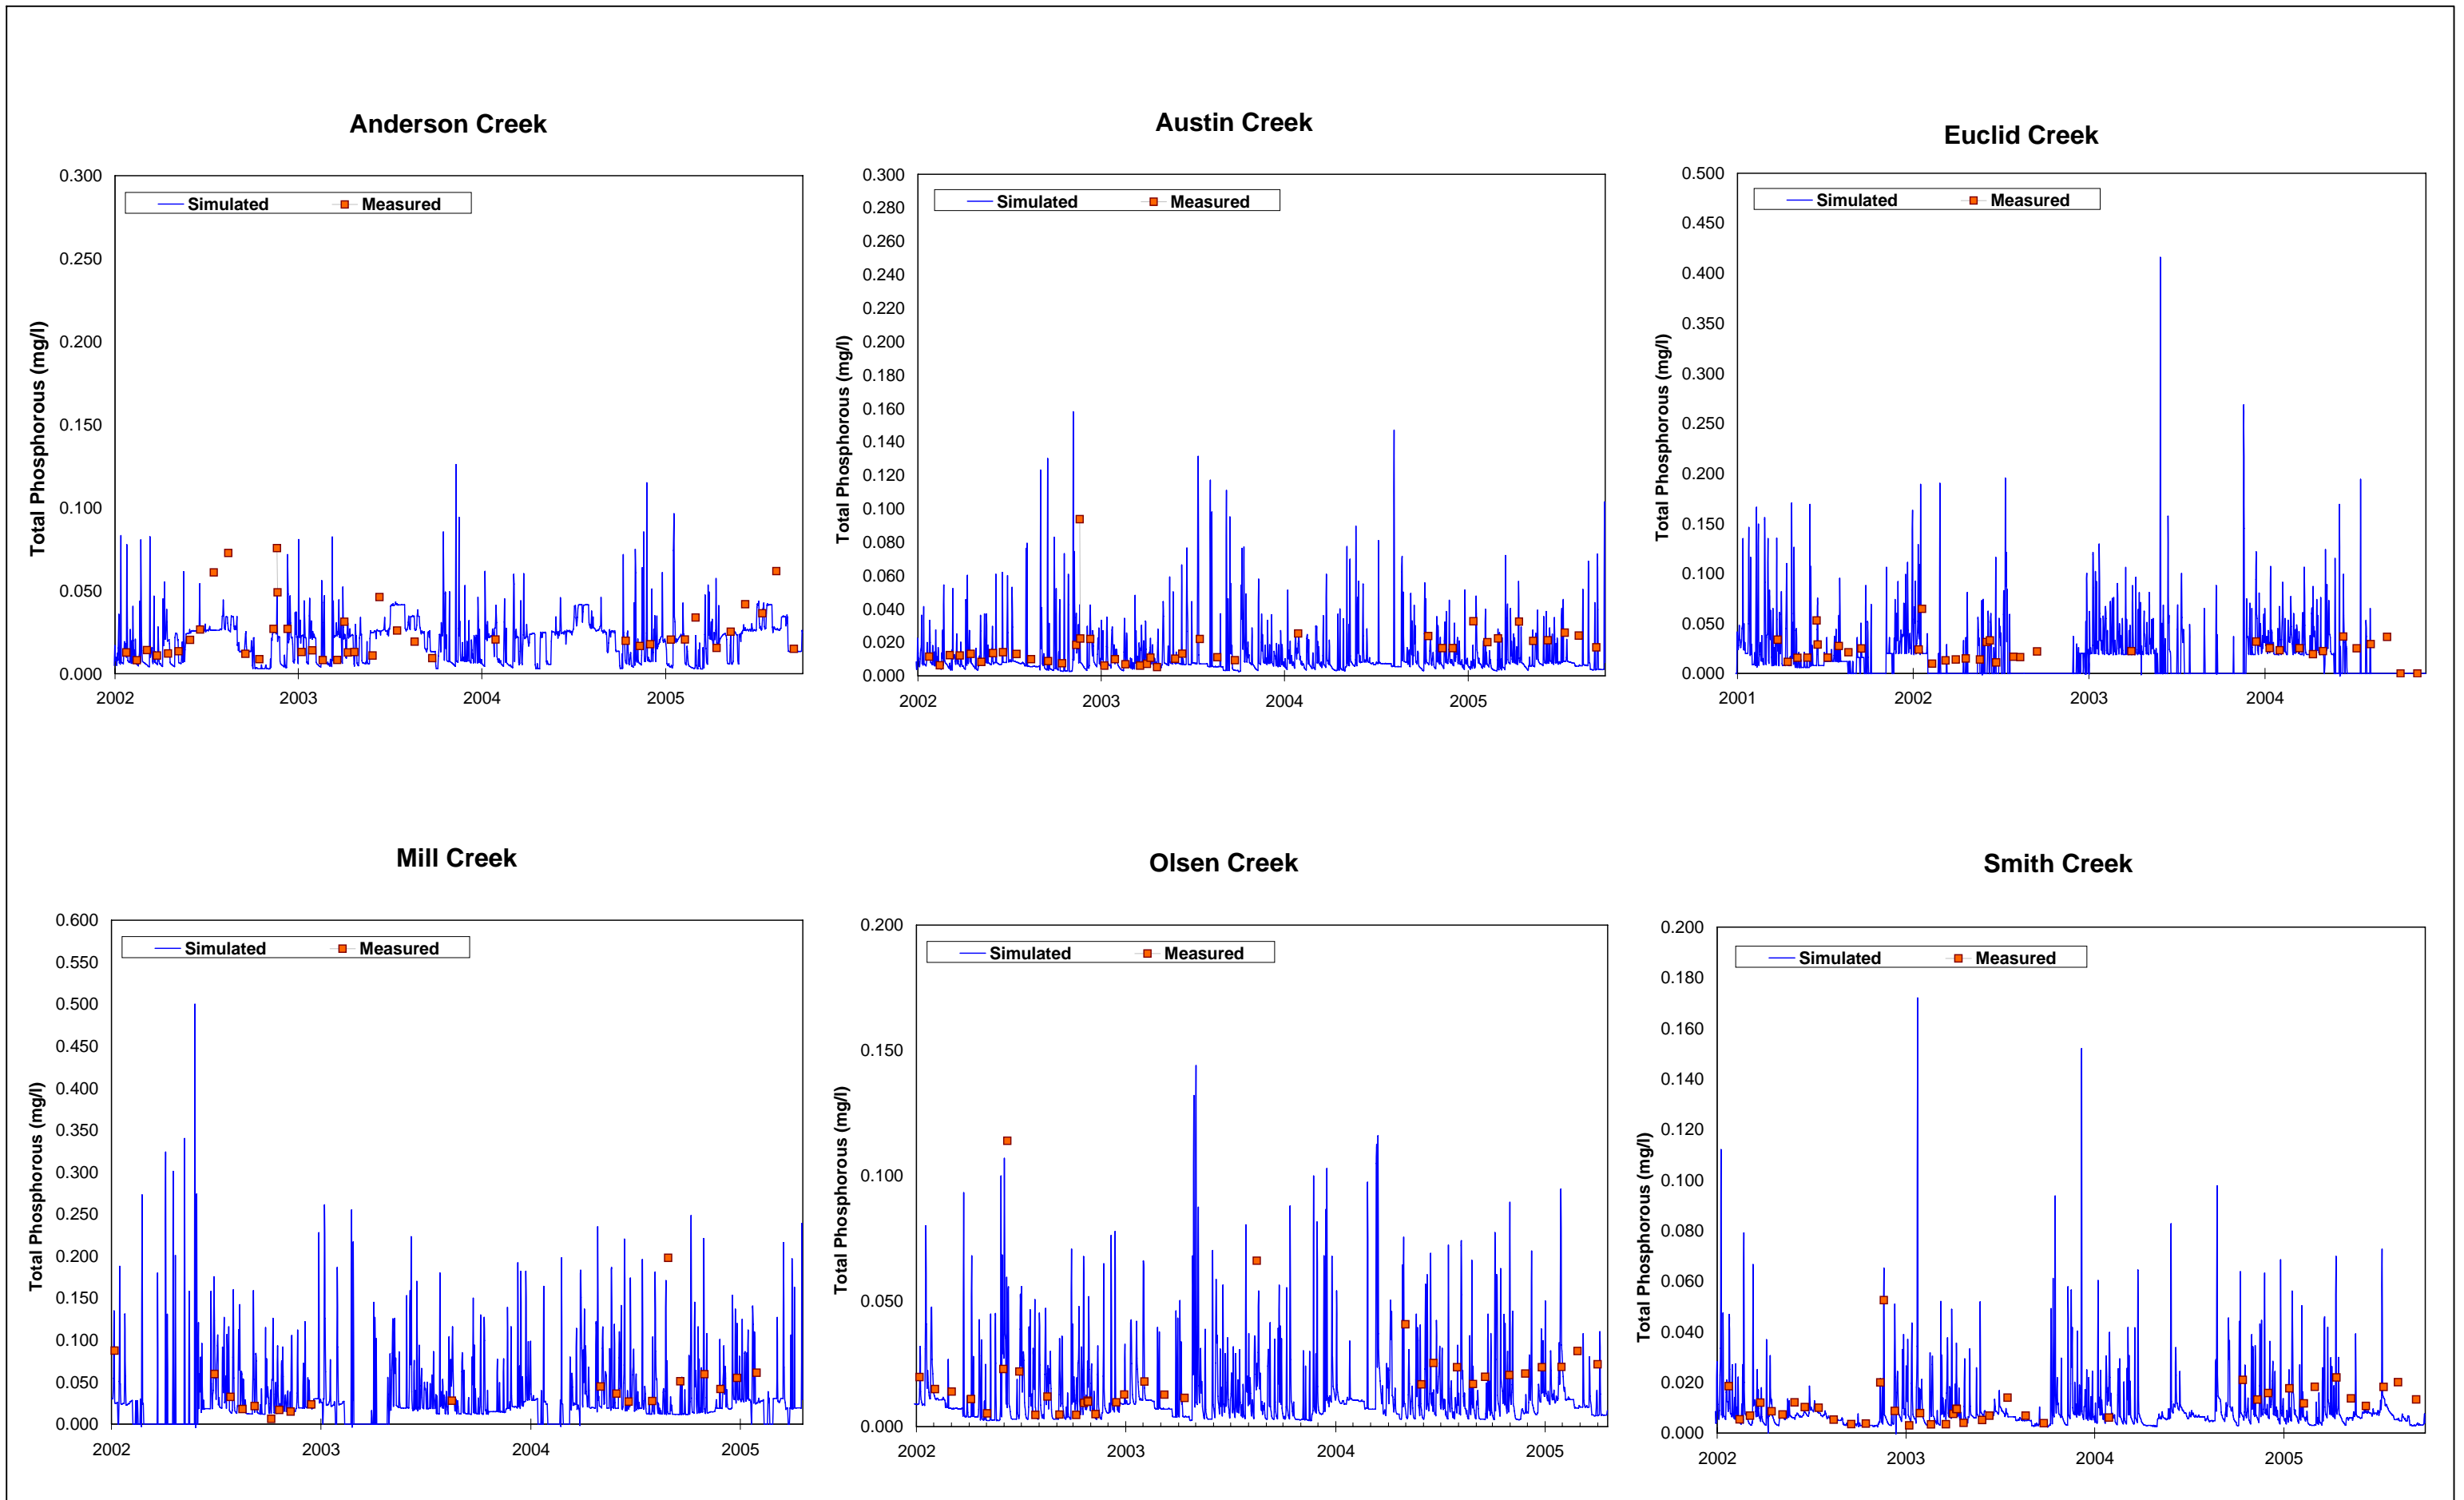 Anderson Creek
Total Phosphorous (mg/l)
Simulated Measured
0.300
0.250
0.200
0.150
0.100
0.050
0.000
2002 2003 2004 2005
Austin Creek
Total Phosphorous (mg/l)
Simulated Measured
0.300
0.280
0.260
0.240
0.220
0.200
0.180
0.160
0.140
0.120
0.100
0.080
0.060
0.040
0.020
0.000
2002 2003 2004 2005
Euclid Creek
Total Phosphorous (mg/l)
Simulated Measured
0.500
0.450
0.400
0.350
0.300
0.250
0.200
0.150
0.100
0.050
0.000
2001 2002 2003 2004
Mill Creek
Total Phosphorous (mg/l)
Simulated Measured
0.600
0.550
0.500
0.450
0.400
0.350
0.300
0.250
0.200
0.150
0.100
0.050
0.000
2002 2003 2004 2005
Olsen Creek
Total Phosphorous (mg/l)
Simulated Measured
0.200
0.150
0.100
0.050
0.000
2002 2003 2004 2005
Smith Creek
Total Phosphorous (mg/l)
Simulated Measured
0.200
0.180
0.160
0.140
0.120
0.100
0.080
0.060
0.040
0.020
0.000
2002 2003 2004 2005